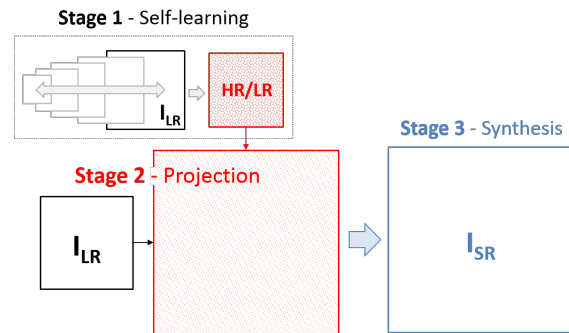 Stage 1 - Self-learning
I_LR
HR/LR
Stage 3 - Synthesis
Stage 2 - Projection
I_LR
I_SR